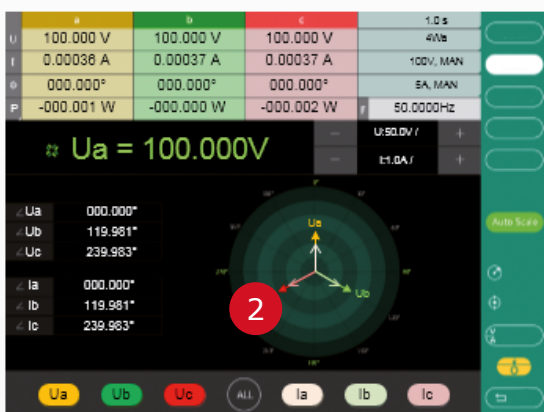 a b c 1.0 s
U 100.000 V 100.000 V 100.000 V 4Ws
I 0.00036 A 0.00037 A 0.00037 A 100V, MAN
Φ 000.000° 000.000° 000.000° 5A, MAN
P -000.001 W -000.000 W -000.002 W F 50.0000Hz
Ua = 100.000V
− U:50.0V / +
− I:1.0A / +
∠Ua 000.000°
∠Ub 119.981°
∠Uc 239.983°
∠Ia 000.000°
∠Ib 119.981°
∠Ic 239.983°
Ua
Ub
2
Auto Scale
Ua Ub Uc ALL Ia Ib Ic